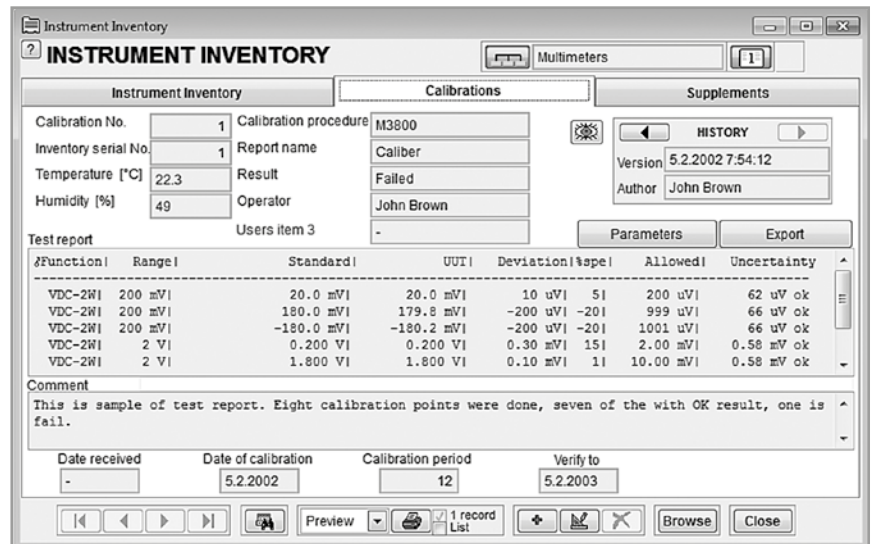 Instrument Inventory
? INSTRUMENT INVENTORY Multimeters 1
Instrument Inventory Calibrations Supplements
Calibration No. 1 Calibration procedure M3800
HISTORY
Inventory serial No. 1 Report name Caliber
Version 5.2.2002 7:54:12
Temperature [°C] 22.3 Result Failed
Author John Brown
Humidity [%] 49 Operator John Brown
Users item 3 -
Parameters Export
Test report
Function| Range| Standard| UUT| Deviation|%spe| Allowed| Uncertainty
VDC-2W| 200 mV| 20.0 mV| 20.0 mV| 10 uV| 5| 200 uV| 62 uV ok
VDC-2W| 200 mV| 180.0 mV| 179.8 mV| -200 uV| -20| 999 uV| 66 uV ok
VDC-2W| 200 mV| -180.0 mV| -180.2 mV| -200 uV| -20| 1001 uV| 66 uV ok
VDC-2W| 2 V| 0.200 V| 0.200 V| 0.30 mV| 15| 2.00 mV| 0.58 mV ok
VDC-2W| 2 V| 1.800 V| 1.800 V| 0.10 mV| 1| 10.00 mV| 0.58 mV ok
Comment
This is sample of test report. Eight calibration points were done, seven of the with OK result, one is
fail.
Date received Date of calibration Calibration period Verify to
- 5.2.2002 12 5.2.2003
Preview 1 record
List
Browse Close